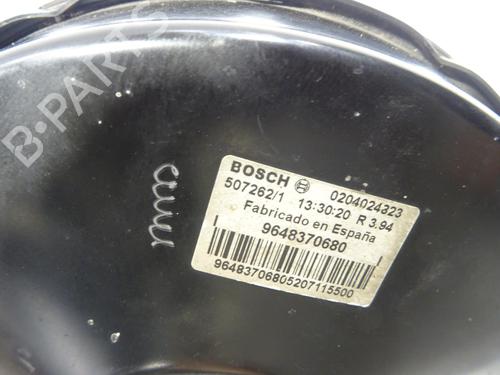 B-PARTS
BOSCH 0204024323
507262/1 13:30:20 R 3.94
Fabricado en España
9648370680
96483706805207115500